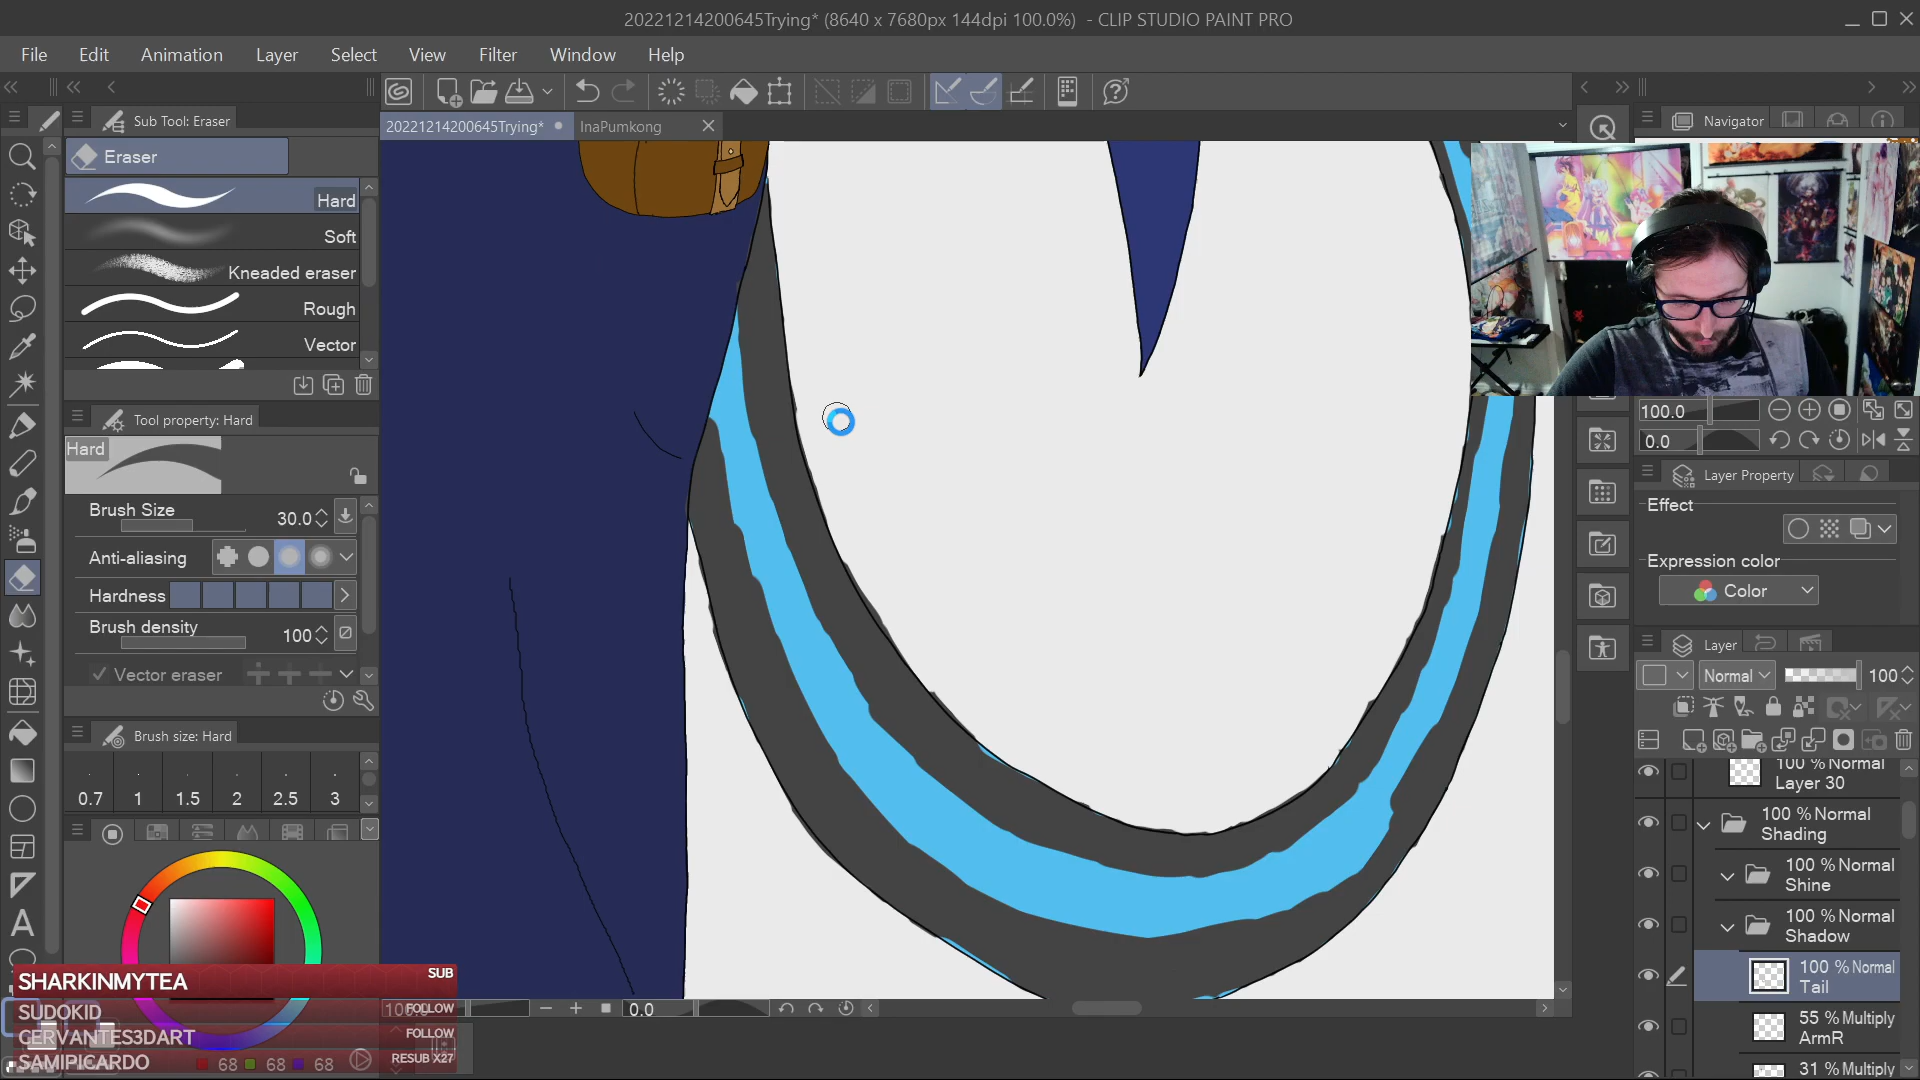 20221214200645Trying* (8640 x 7680px 144dpi 100.0%) - CLIP STUDIO PAINT PRO
File Edit Animation Layer Select View Filter Window Help
Sub Tool: Eraser
20221214200645Trying*
InaPumkong
Navigator
Eraser
Hard
Soft
Kneaded eraser
Rough
Vector
Tool property: Hard
Hard
Brush Size 30.0
Anti-aliasing
Hardness
Brush density 100
Vector eraser
Brush size: Hard
0.7 1 1.5 2 2.5 3
100.0
0.0
Layer Property
Effect
Expression color
Color
Layer
Normal 100
100 %Normal
Layer 30
100 %Normal
Shading
100 %Normal
Shine
100 %Normal
Shadow
100 %Normal
Tail
55 %Multiply
ArmR
31 %Multiply
0.0
SHARKINMYTEA SUB
SUDOKID FOLLOW
CERVANTES3DART FOLLOW
SAMIPICARDO RESUB X27
68 68 68